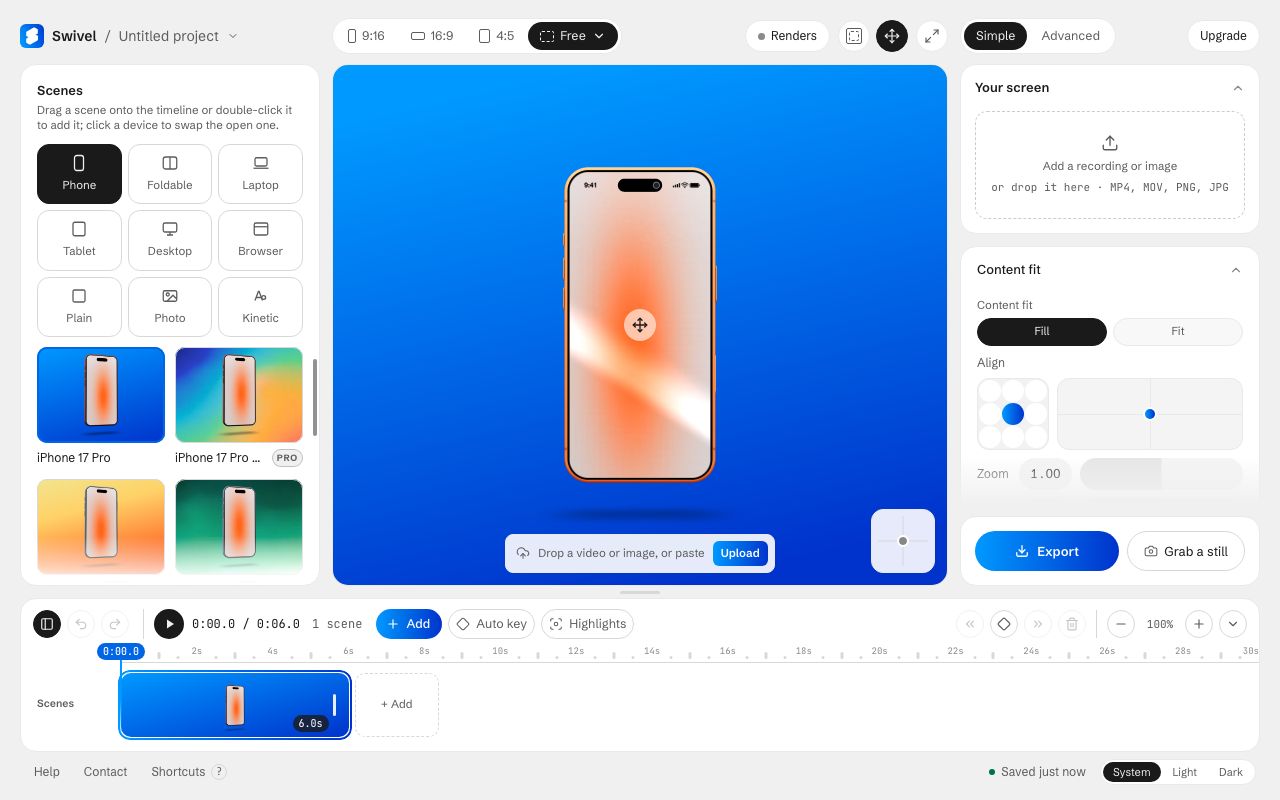 Swivel / Untitled project
9:16
16:9
4:5
Free
Renders
Simple
Advanced
Upgrade
Scenes
Drag a scene onto the timeline or double-click it
to add it; click a device to swap the open one.
Phone
Foldable
Laptop
Tablet
Desktop
Browser
Plain
Photo
Kinetic
iPhone 17 Pro
iPhone 17 Pro ...
PRO
9:41
Drop a video or image, or paste
Upload
Your screen
Add a recording or image
or drop it here · MP4, MOV, PNG, JPG
Content fit
Content fit
Fill
Fit
Align
Zoom
1.00
Export
Grab a still
0:00.0 / 0:06.0
1 scene
Add
Auto key
Highlights
100%
0:00.0
2s
4s
6s
8s
10s
12s
14s
16s
18s
20s
22s
24s
26s
28s
30s
Scenes
6.0s
+ Add
Help
Contact
Shortcuts
?
Saved just now
System
Light
Dark